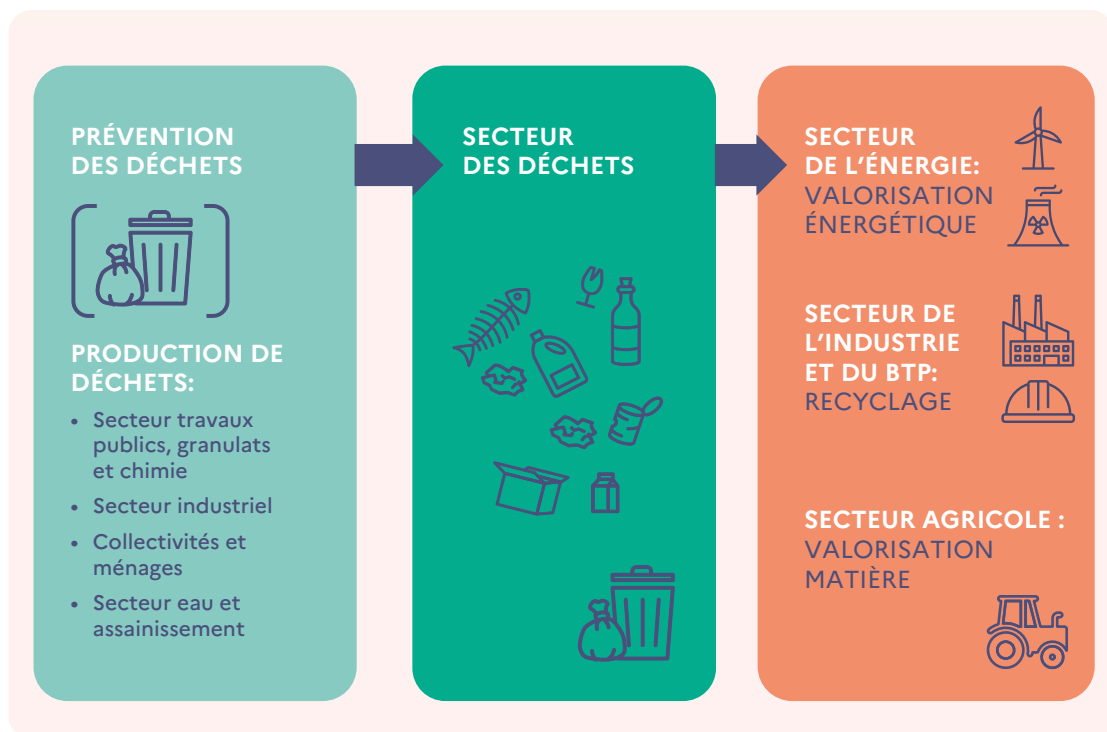 PRÉVENTION
DES DÉCHETS
PRODUCTION DE
DÉCHETS:
• Secteur travaux
publics, granulats
et chimie
• Secteur industriel
• Collectivités et
ménages
• Secteur eau et
assainissement
SECTEUR
DES DÉCHETS
SECTEUR
DE L'ÉNERGIE:
VALORISATION
ÉNERGÉTIQUE
SECTEUR DE
L'INDUSTRIE
ET DU BTP:
RECYCLAGE
SECTEUR AGRICOLE :
VALORISATION
MATIÈRE